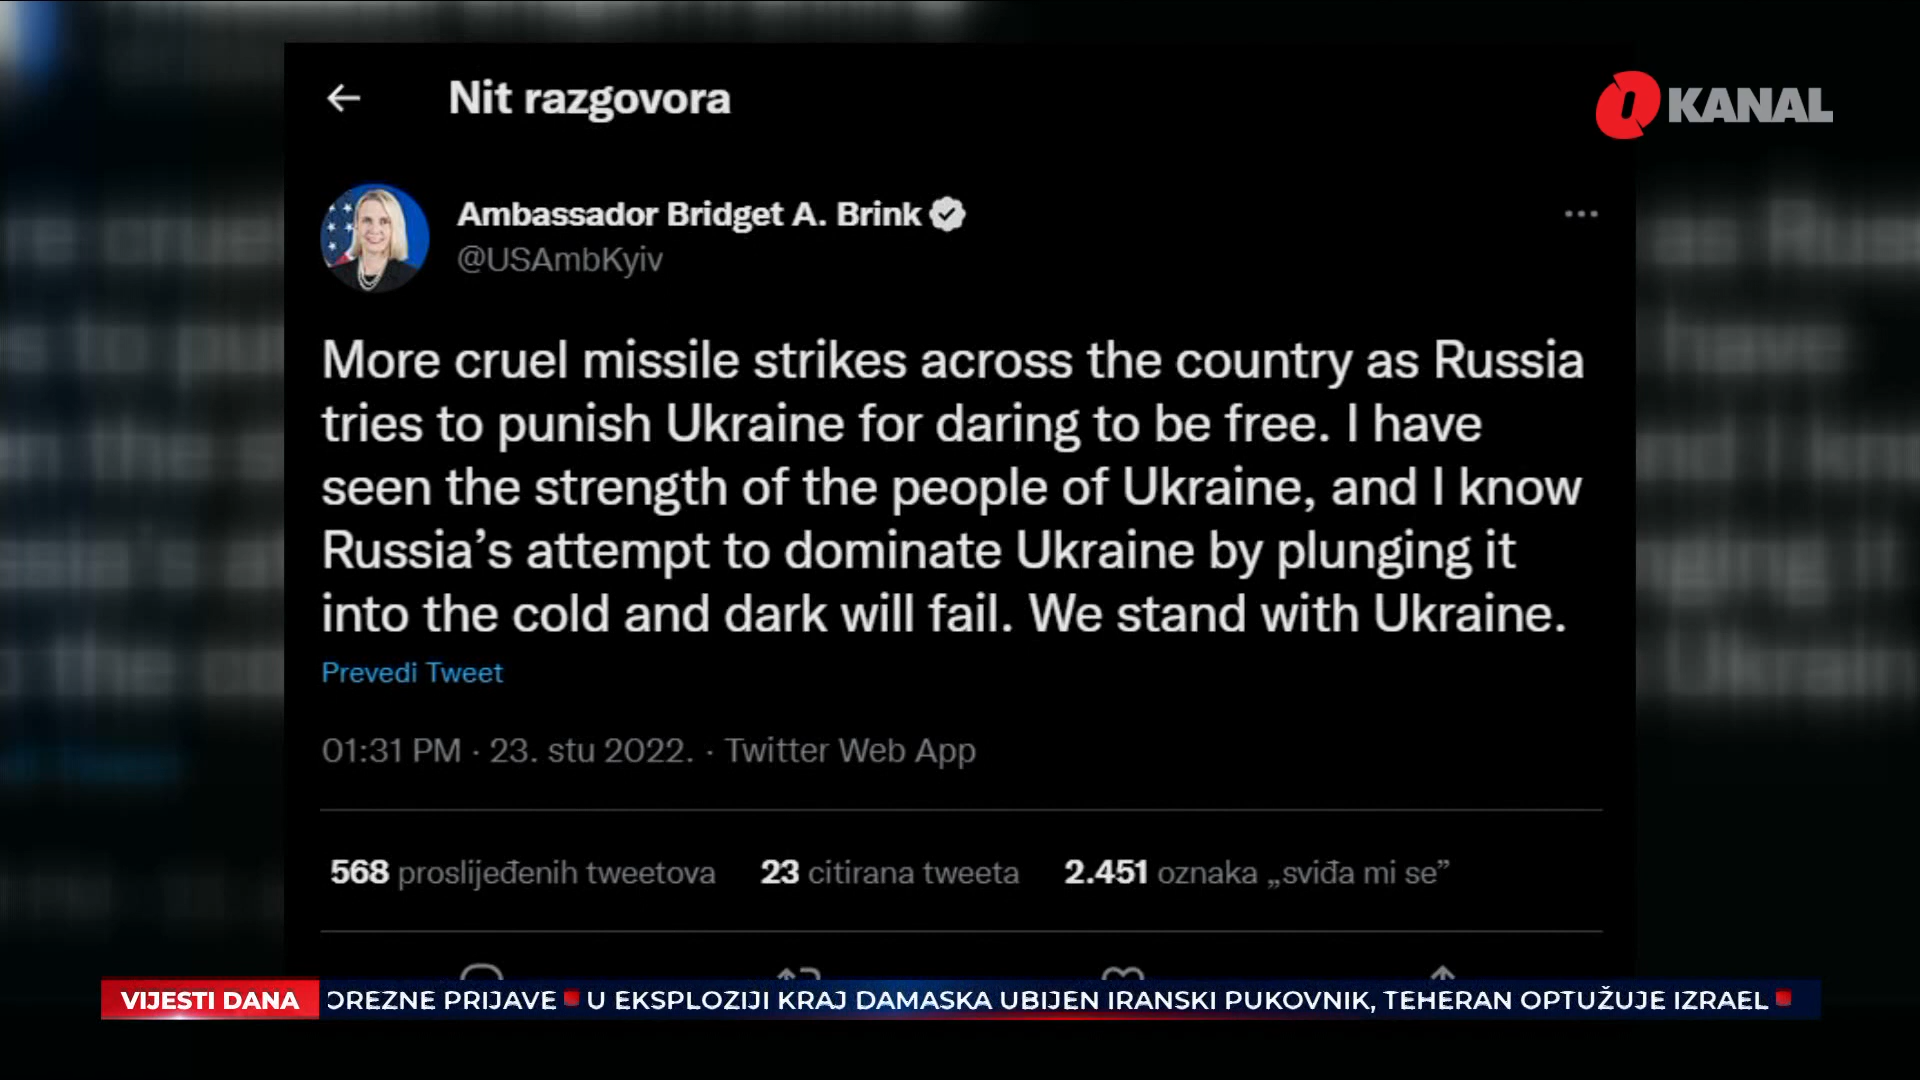 Nit razgovora
O KANAL
Ambassador Bridget A. Brink
@USAmbKyiv
More cruel missile strikes across the country as Russia
tries to punish Ukraine for daring to be free. I have
seen the strength of the people of Ukraine, and I know
Russia’s attempt to dominate Ukraine by plunging it
into the cold and dark will fail. We stand with Ukraine.
Prevedi Tweet
01:31 PM · 23. stu 2022. · Twitter Web App
568 proslijeđenih tweetova 23 citirana tweeta 2.451 oznaka „sviđa mi se”
VIJESTI DANA OREZNE PRIJAVE U EKSPLOZIJI KRAJ DAMASKA UBIJEN IRANSKI PUKOVNIK, TEHERAN OPTUŽUJE IZRAEL